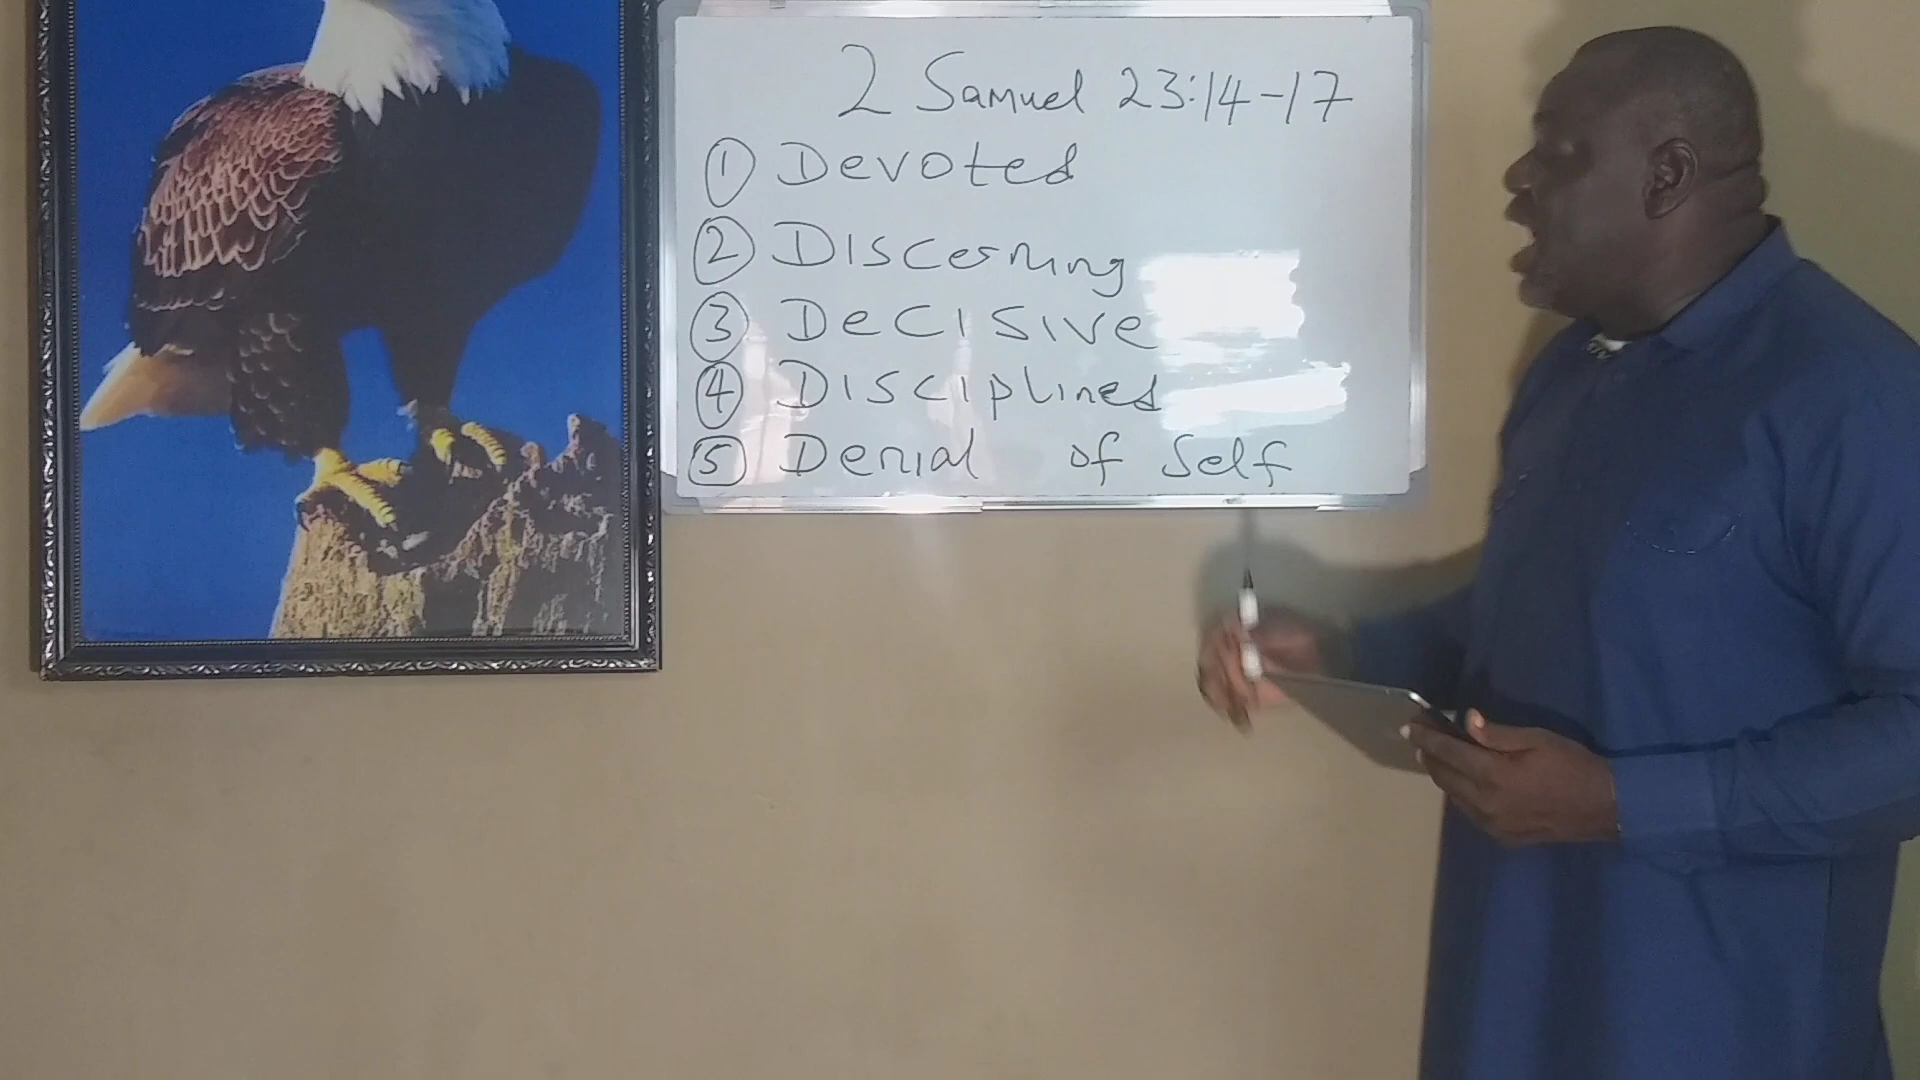 2 Samuel 23:14-17
① Devoted
② Discerning
③ Decisive
④ Disciplined
⑤ Denial of Self